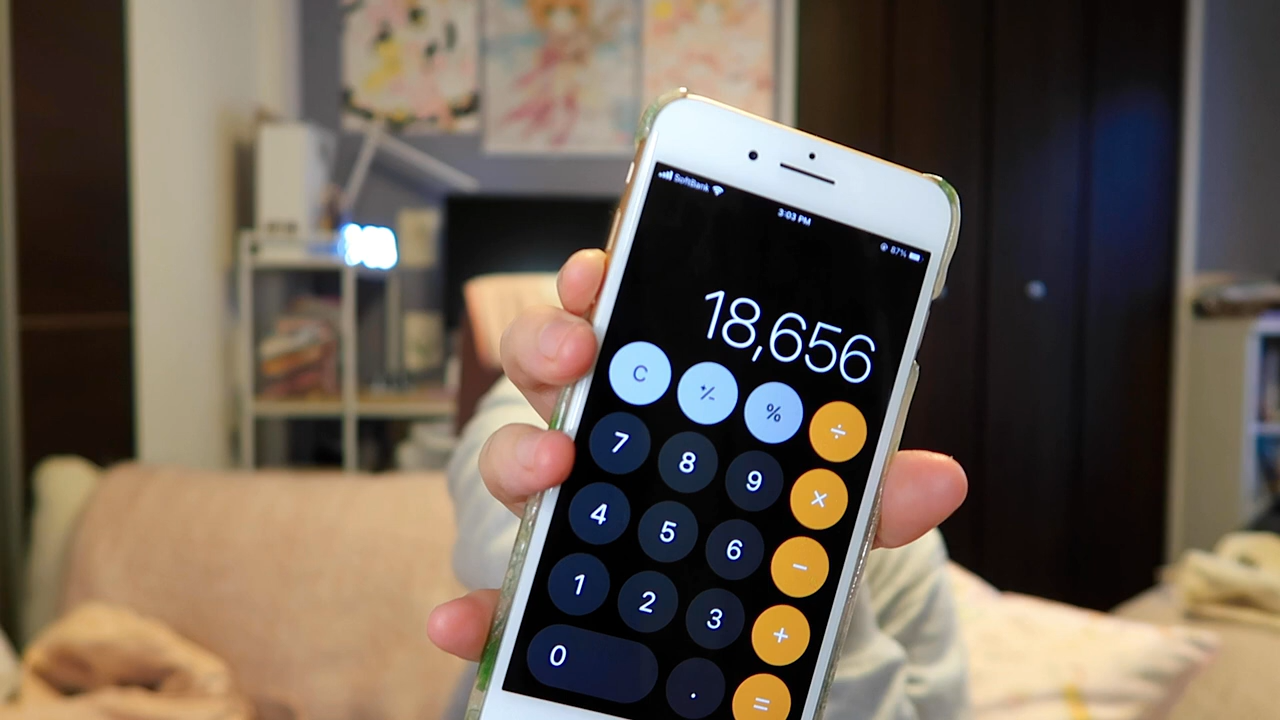 SoftBank
3:03 PM
87%
18,656
C +/- % ÷
7 8 9 ×
4 5 6 −
1 2 3 +
0 . =